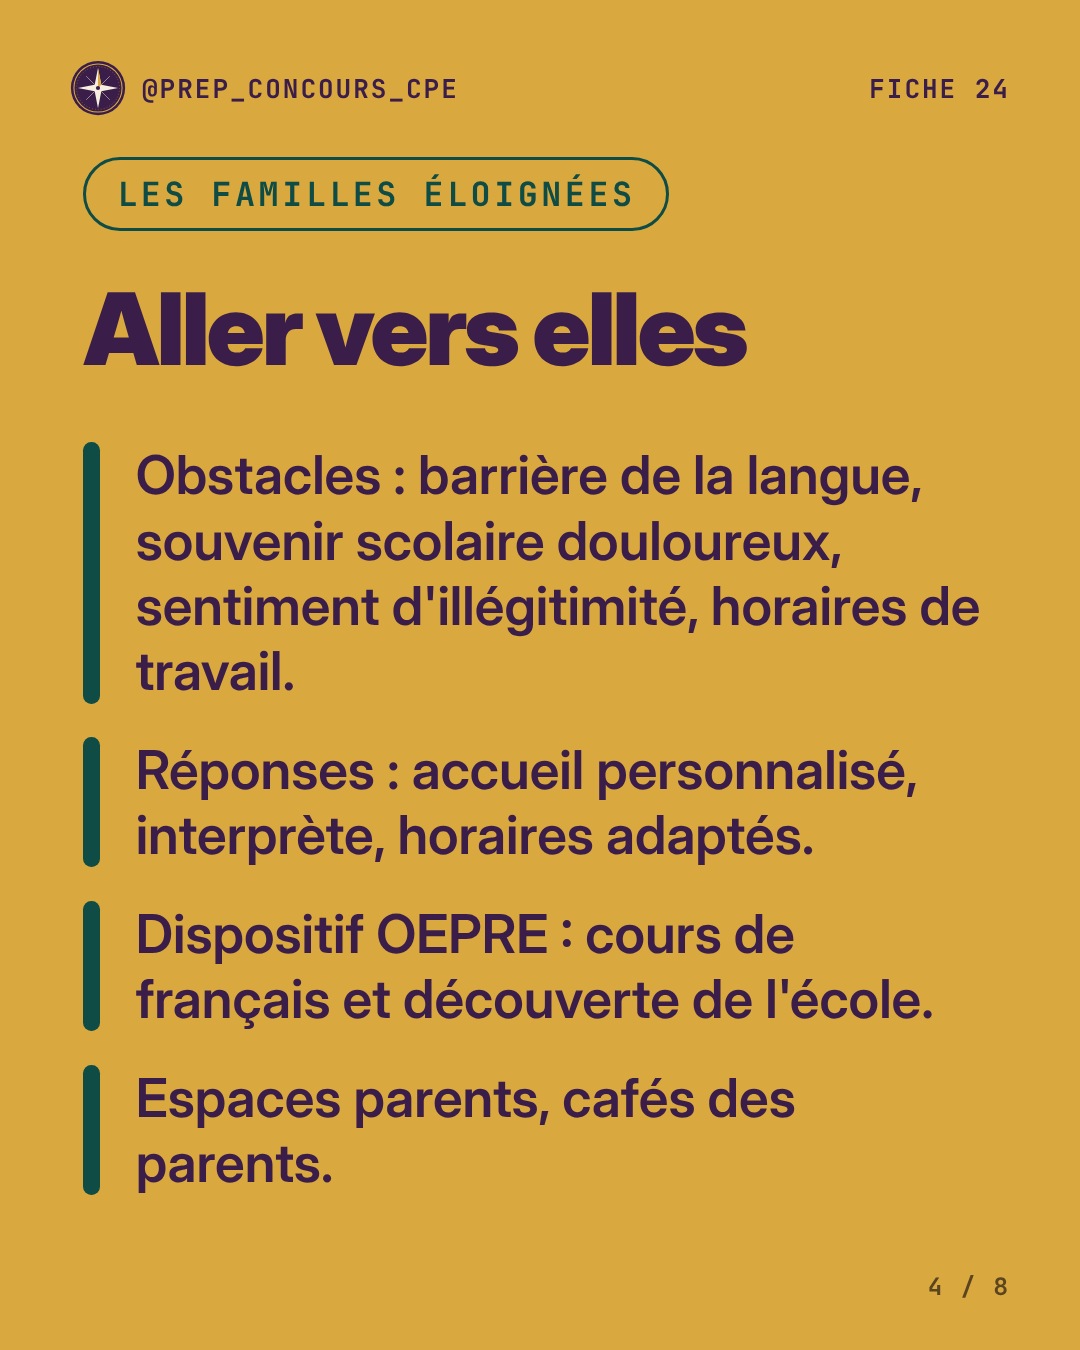 @PREP_CONCOURS_CPE
FICHE 24
LES FAMILLES ÉLOIGNÉES
Aller vers elles
Obstacles : barrière de la langue,
souvenir scolaire douloureux,
sentiment d'illégitimité, horaires de
travail.
Réponses : accueil personnalisé,
interprète, horaires adaptés.
Dispositif OEPRE : cours de
français et découverte de l'école.
Espaces parents, cafés des
parents.
4 / 8